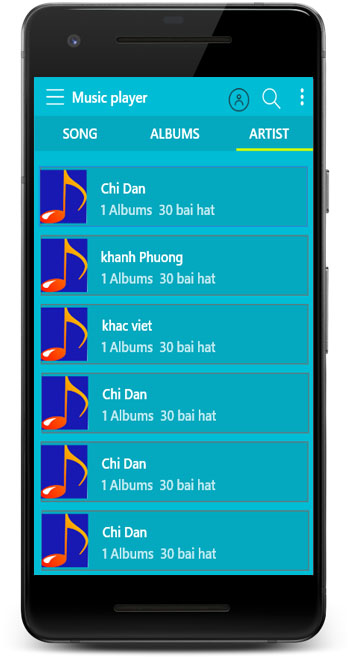 Music player
SONG ALBUMS ARTIST
Chi Dan
1 Albums 30 bai hat
khanh Phuong
1 Albums 30 bai hat
khac viet
1 Albums 30 bai hat
Chi Dan
1 Albums 30 bai hat
Chi Dan
1 Albums 30 bai hat
Chi Dan
1 Albums 30 bai hat